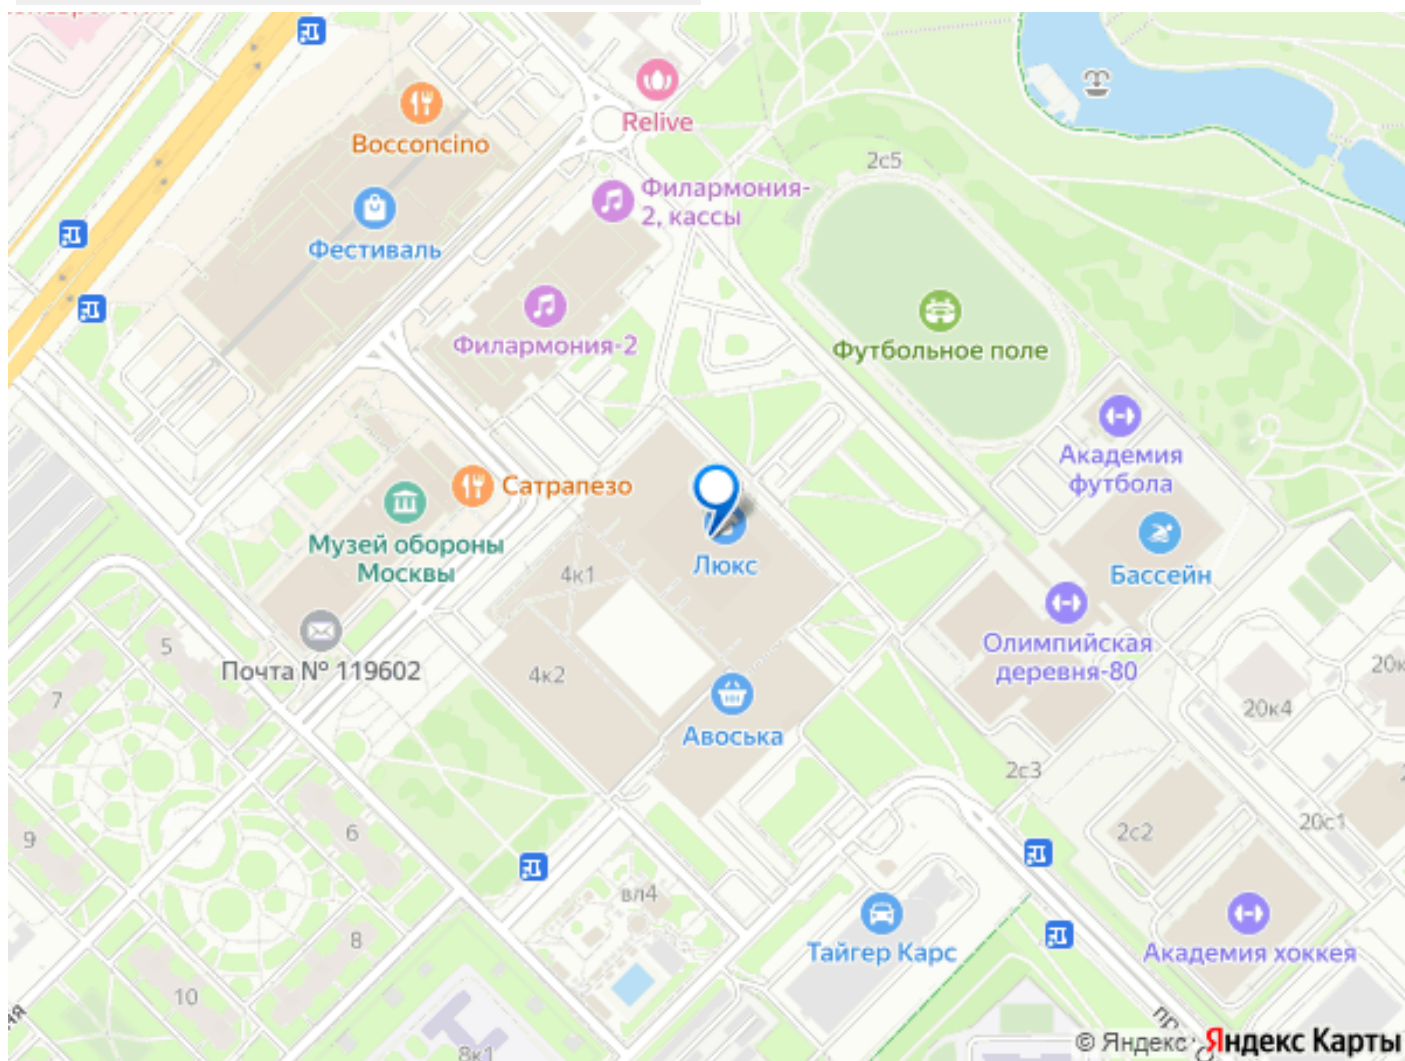 Bocconcino
Relive
2с5
Филармония-
2, кассы
Фестиваль
Филармония-2
Футбольное поле
Академия
футбола
Сатрапезо
Музей обороны
Москвы
Люкс
4к1
Бассейн
Олимпийская
деревня-80
5
Почта № 119602
4к2
7
20к4
Авоська
2с3
9
6
2с2
20с1
вл4
8
Тайгер Карс
Академия хоккея
10
8к1
© Яндекс
Яндекс Карты